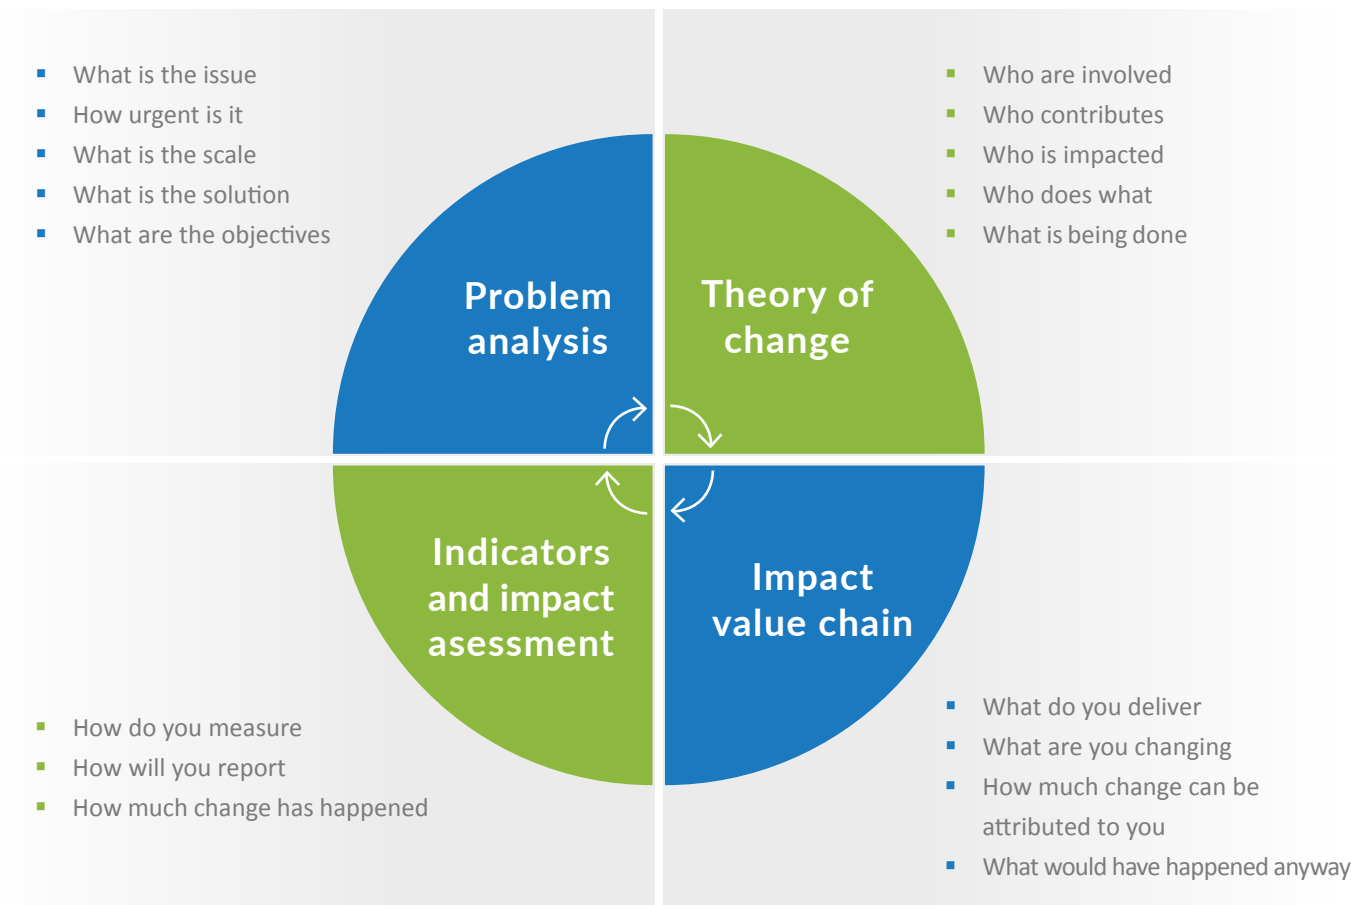 What is the issue
How urgent is it
What is the scale
What is the solution
What are the objectives
Who are involved
Who contributes
Who is impacted
Who does what
What is being done
Problem
analysis
Theory of
change
Indicators
and impact
asessment
Impact
value chain
How do you measure
How will you report
How much change has happened
What do you deliver
What are you changing
How much change can be
attributed to you
What would have happened anyway